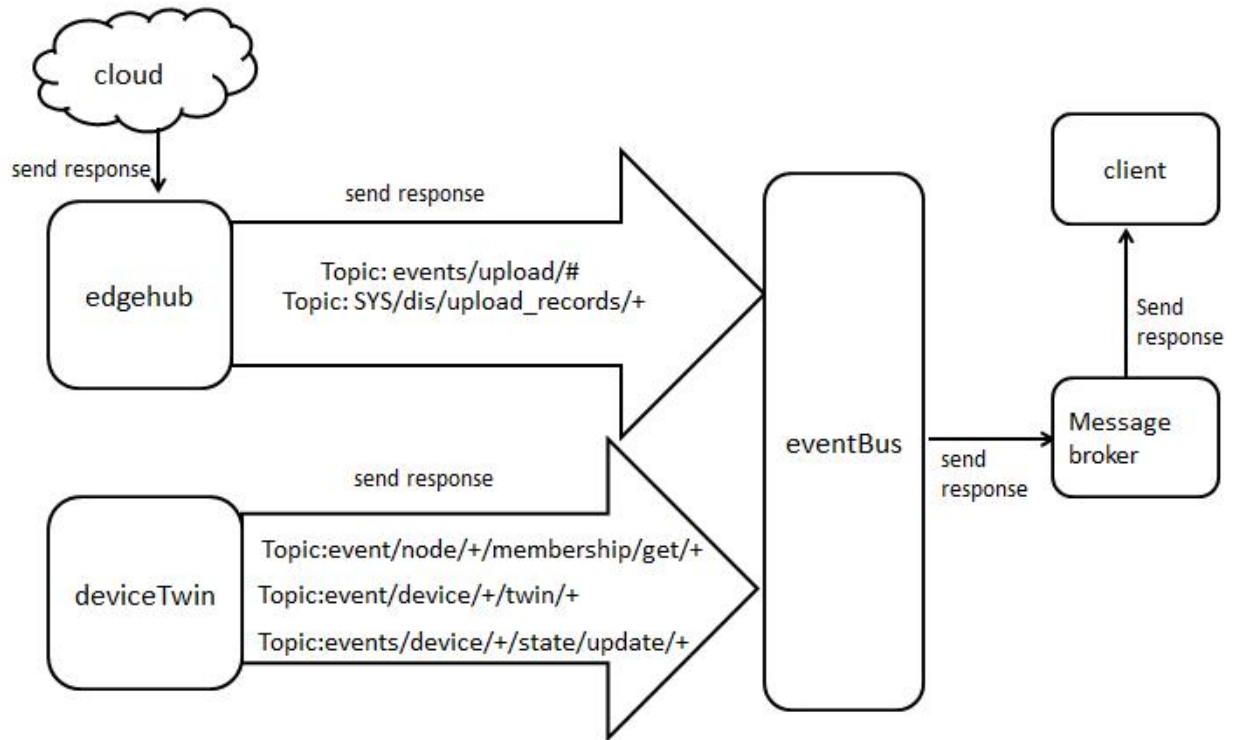 cloud
send response
edgehub
send response
Topic: events/upload/#
Topic: SYS/dis/upload_records/+
deviceTwin
send response
Topic:event/node/+/membership/get/+
Topic:event/device/+/twin/+
Topic:events/device/+/state/update/+
eventBus
send
response
Message
broker
Send
response
client